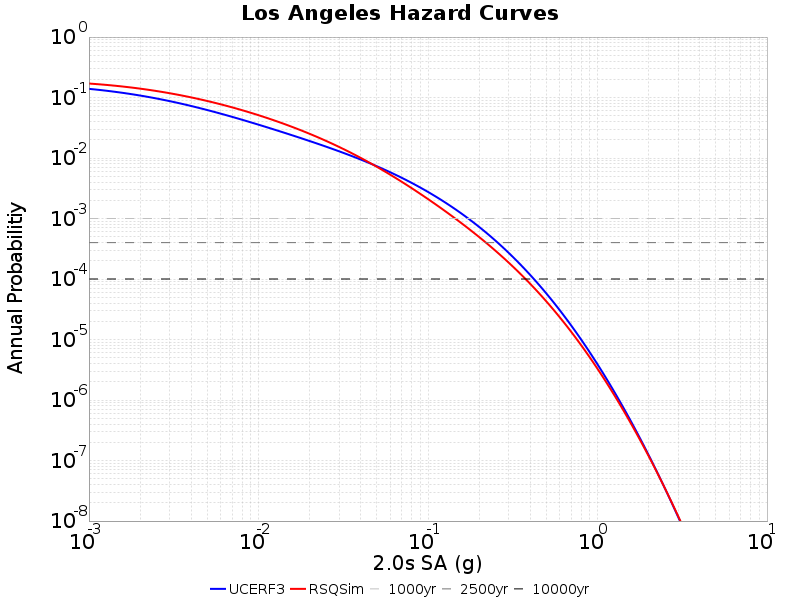 Los Angeles Hazard Curves
10^0
10^-1
10^-2
10^-3
10^-4
10^-5
10^-6
10^-7
10^-8
Annual Probabilitiy
10^-3 10^-2 10^-1 10^0 10^1
2.0s SA (g)
UCERF3 RSQSim 1000yr 2500yr 10000yr